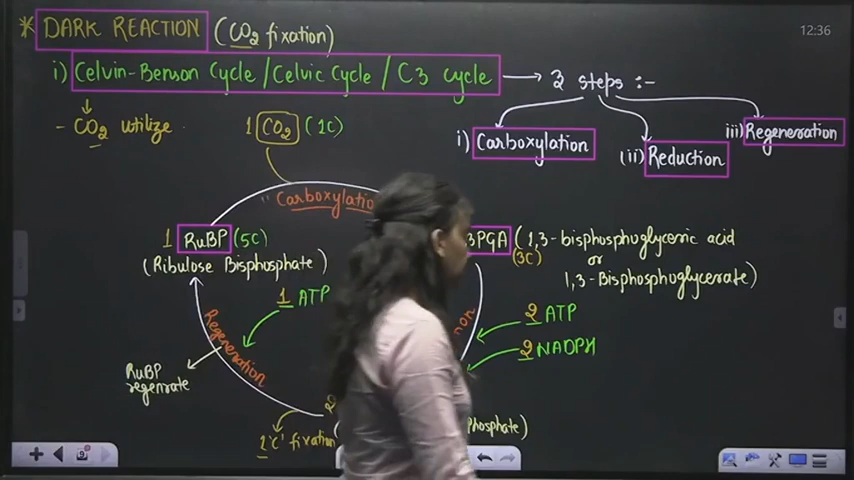 * DARK REACTION (CO2 fixation)
12:36
i) Celvin-Benson Cycle / Celvic Cycle / C3 cycle → 3 steps :-
- CO2 utilize
1 CO2 (1C)
i) Carboxylation
(ii) Reduction
iii) Regeneration
Carboxylatio
1 RuBP (5C)
3PGA (1,3-bisphosphoglyceric acid
(3C)
or
(Ribulose Bisphosphate)
1,3-Bisphosphoglycerate)
1 ATP
2 ATP
Regeneration
2 NADPH
RuBP
regenrate
2
phosphate)
1 'C' fixation